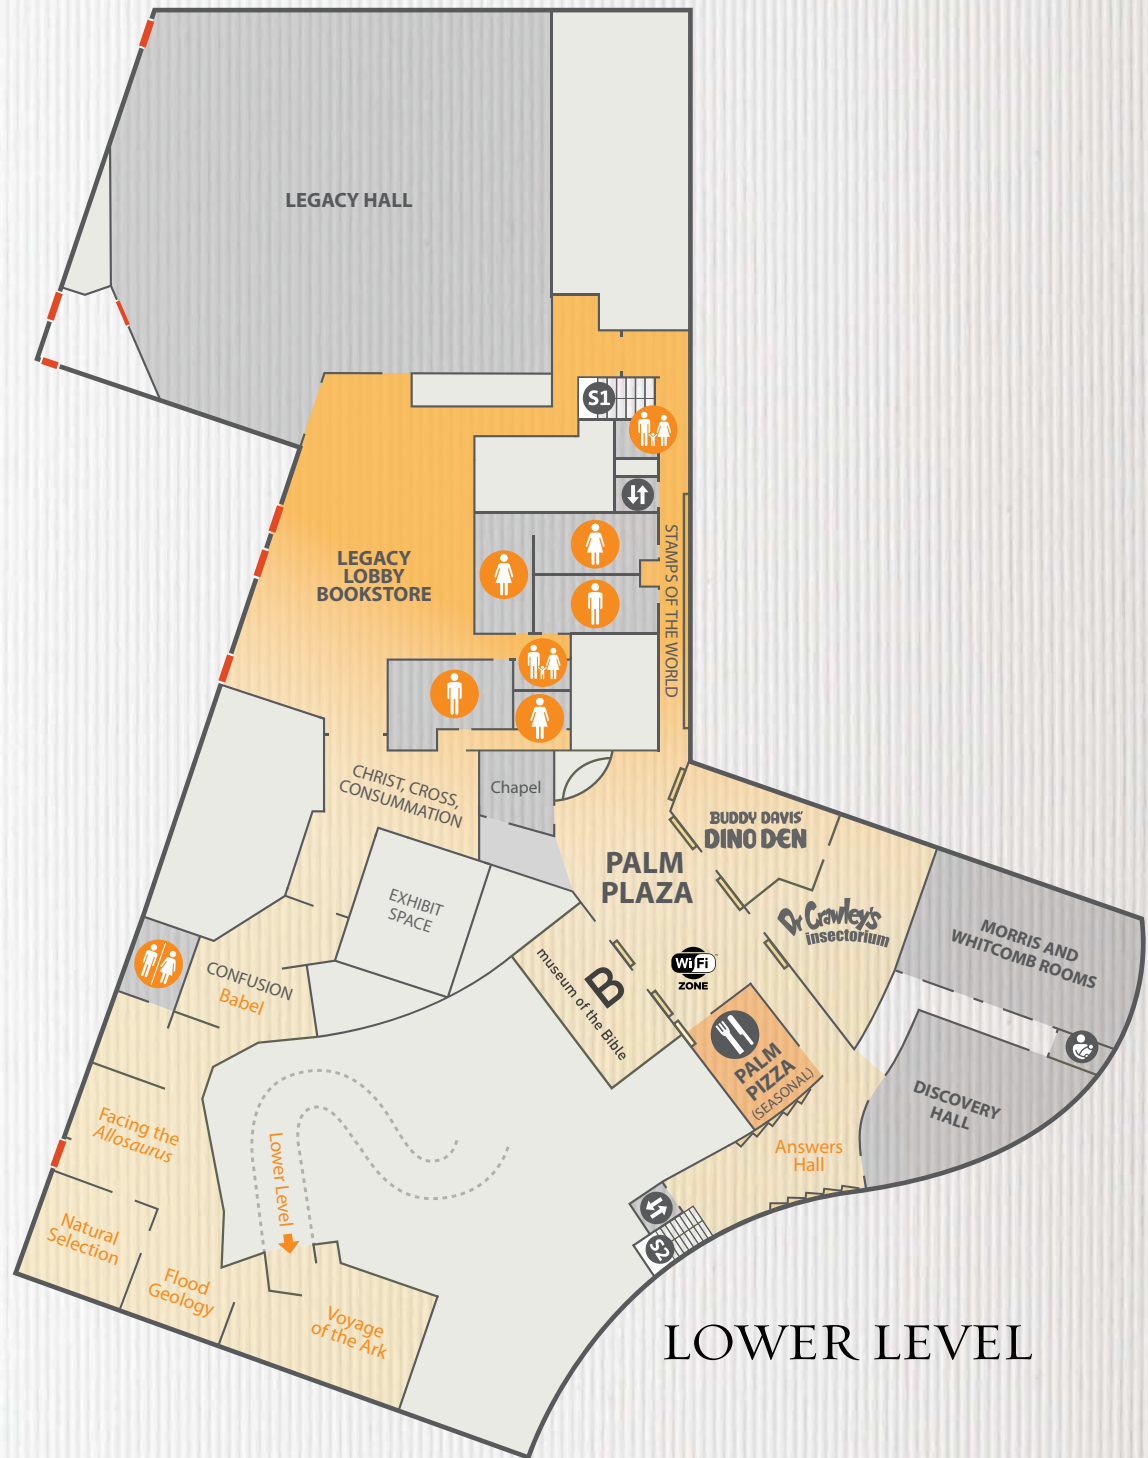 LEGACY HALL
S1
STAMPS OF THE WORLD
LEGACY
LOBBY
BOOKSTORE
CHRIST, CROSS,
CONSUMMATION
Chapel
BUDDY DAVIS'
DINO DEN
PALM
PLAZA
EXHIBIT
SPACE
Dr Crawley's
insectorium
MORRIS AND
WHITCOMB ROOMS
WiFi
ZONE
B
museum of the Bible
CONFUSION
Babel
PALM
PIZZA
(SEASONAL)
DISCOVERY
HALL
Facing the
Allosaurus
Lower Level
Answers
Hall
Natural
Selection
S2
Flood
Geology
Voyage
of the Ark
LOWER LEVEL